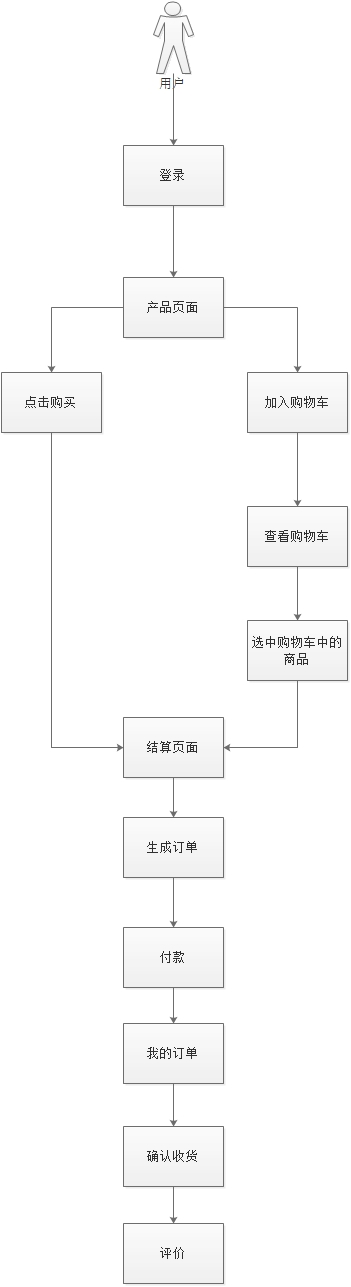 用户
登录
产品页面
点击购买
加入购物车
查看购物车
选中购物车中的
商品
结算页面
生成订单
付款
我的订单
确认收货
评价